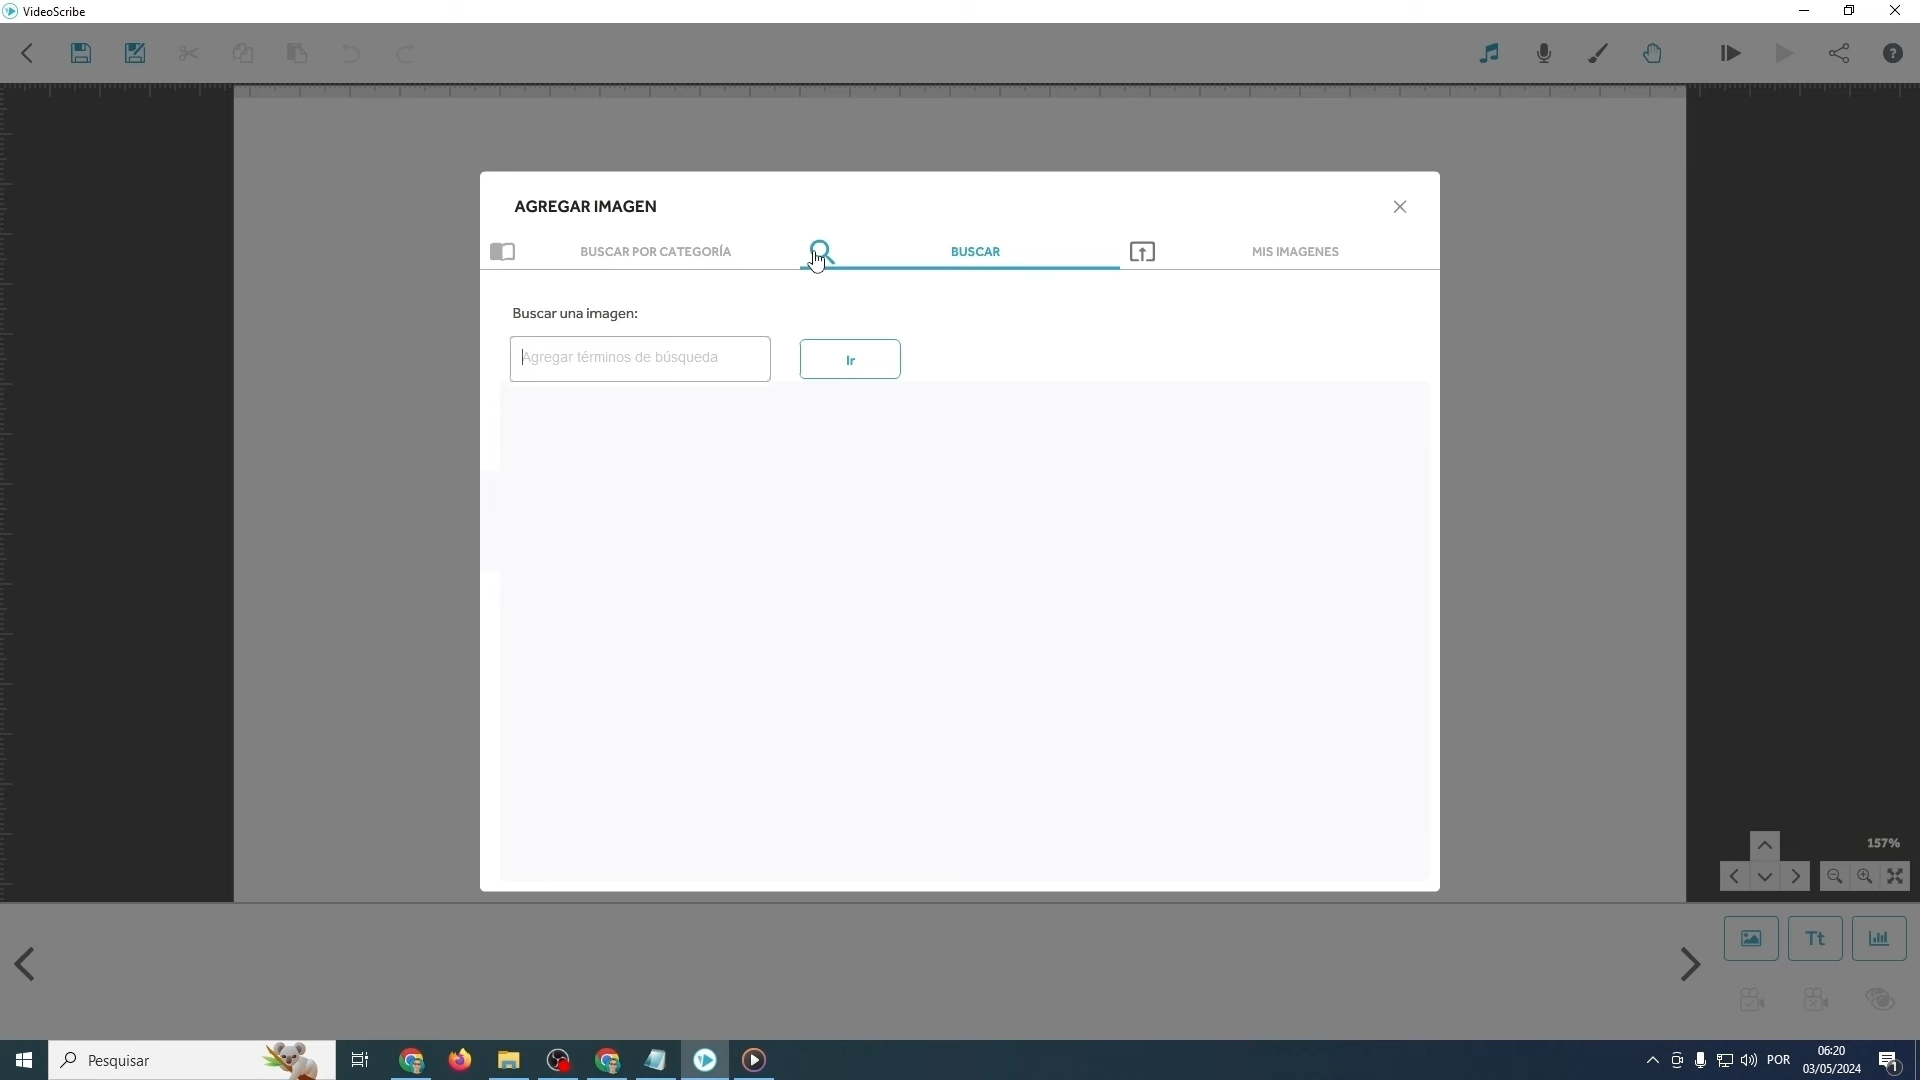 VideoScribe
AGREGAR IMAGEN
BUSCAR POR CATEGORÍA
BUSCAR
MIS IMAGENES
Buscar una imagen:
Agregar términos de búsqueda
Ir
157%
Tt
Pesquisar
POR
06:20
03/05/2024
1